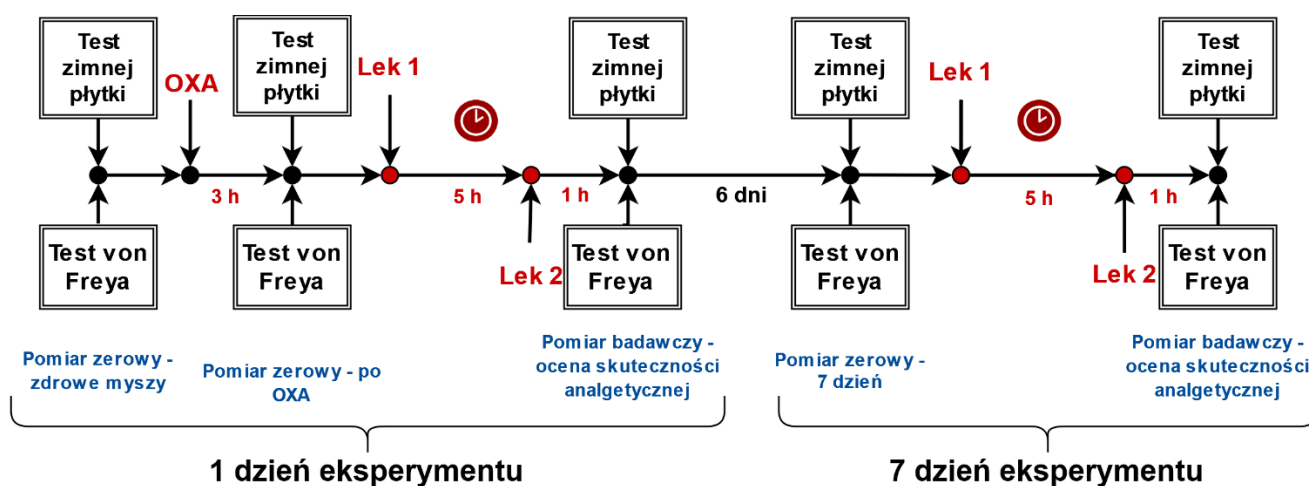 Test
zimnej
płytki
OXA
Test
zimnej
płytki
Lek 1
Test
zimnej
płytki
Test
zimnej
płytki
Lek 1
Test
zimnej
płytki
3 h
5 h
1 h
6 dni
5 h
1 h
Test von
Freya
Test von
Freya
Lek 2
Test von
Freya
Test von
Freya
Lek 2
Test von
Freya
Pomiar zerowy -
zdrowe myszy
Pomiar zerowy - po
OXA
Pomiar badawczy -
ocena skuteczności
analgetycznej
Pomiar zerowy -
7 dzień
Pomiar badawczy -
ocena skuteczności
analgetycznej
1 dzień eksperymentu
7 dzień eksperymentu